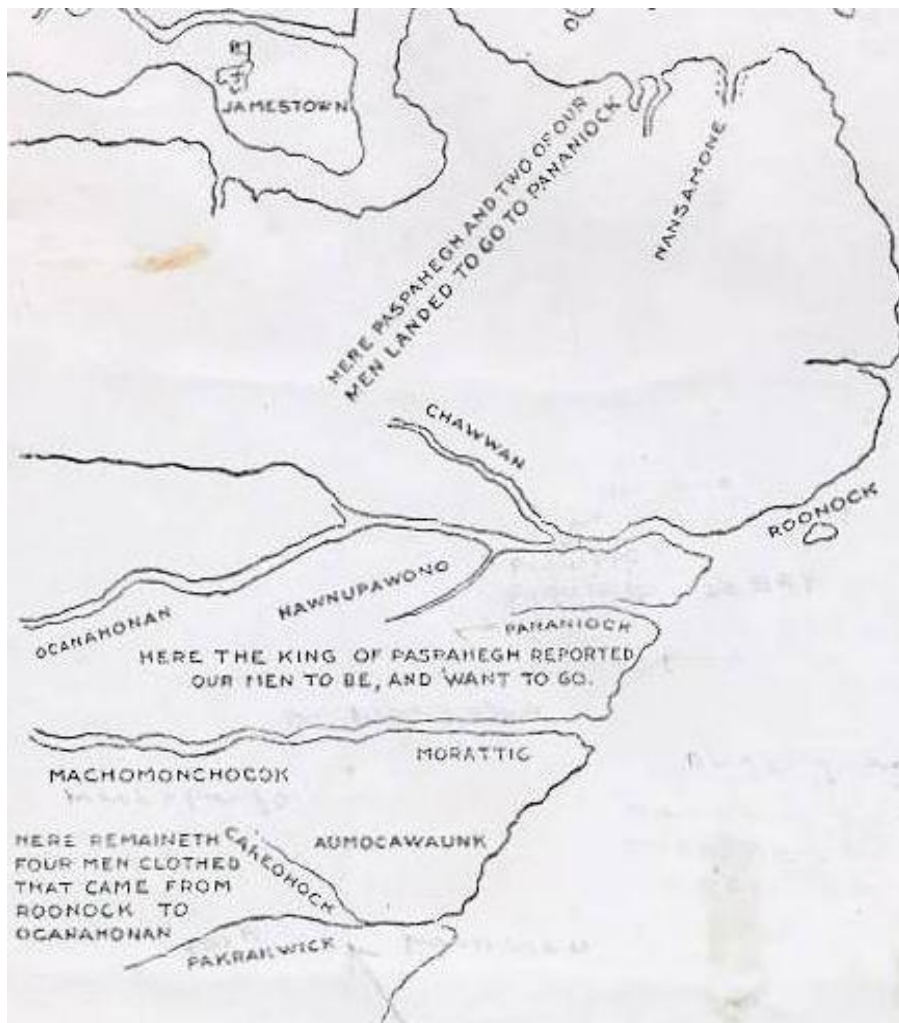 JAMESTOWN
HERE PASPAHEGH AND TWO OF OUR
MEN LANDED TO GO TO PANANIOCK
NANSAMONE
CHAWWAN
ROONOCK
OCANAHONAN
HAWNUPAWONO
PANANIOCH
HERE THE KING OF PASPAHEGH REPORTED
OUR MEN TO BE, AND WANT TO GO.
MORATTIC
MACHOMONCHOCOK
AUMOCAWAUNK
HERE REMAINETH
FOUR MEN CLOTHED
THAT CAME FROM
ROONOCK TO
OCANAHONAN
CAKEOHOCK
PAKRAKWICK